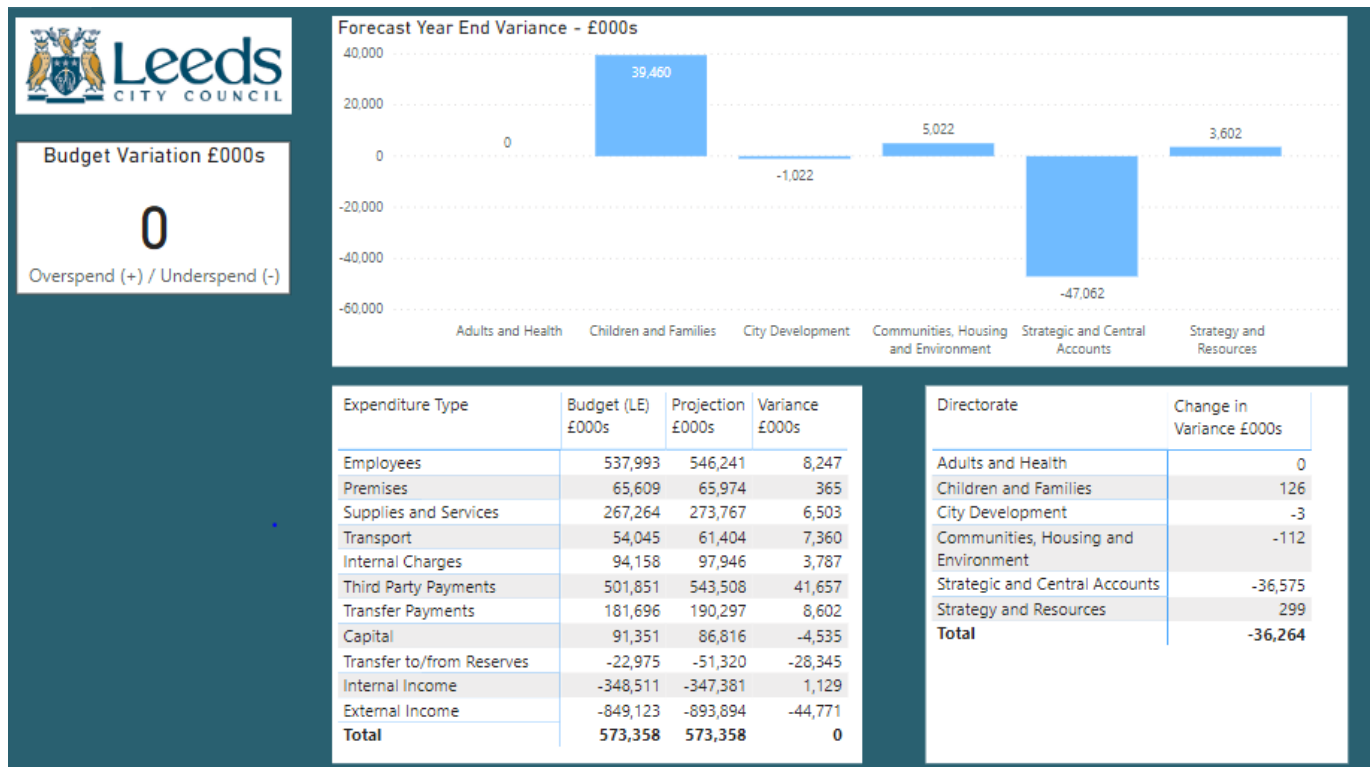 Leeds
CITY COUNCIL
Budget Variation £000s
0
Overspend (+) / Underspend (-)
Forecast Year End Variance - £000s
40,000
20,000
0
-20,000
-40,000
-60,000
0
39,460
-1,022
5,022
-47,062
3,602
Adults and Health
Children and Families
City Development
Communities, Housing
and Environment
Strategic and Central
Accounts
Strategy and
Resources
Expenditure Type Budget (LE) Projection Variance
£000s £000s £000s
Employees 537,993 546,241 8,247
Premises 65,609 65,974 365
Supplies and Services 267,264 273,767 6,503
Transport 54,045 61,404 7,360
Internal Charges 94,158 97,946 3,787
Third Party Payments 501,851 543,508 41,657
Transfer Payments 181,696 190,297 8,602
Capital 91,351 86,816 -4,535
Transfer to/from Reserves -22,975 -51,320 -28,345
Internal Income -348,511 -347,381 1,129
External Income -849,123 -893,894 -44,771
Total 573,358 573,358 0
Directorate Change in
Variance £000s
Adults and Health 0
Children and Families 126
City Development -3
Communities, Housing and -112
Environment
Strategic and Central Accounts -36,575
Strategy and Resources 299
Total -36,264